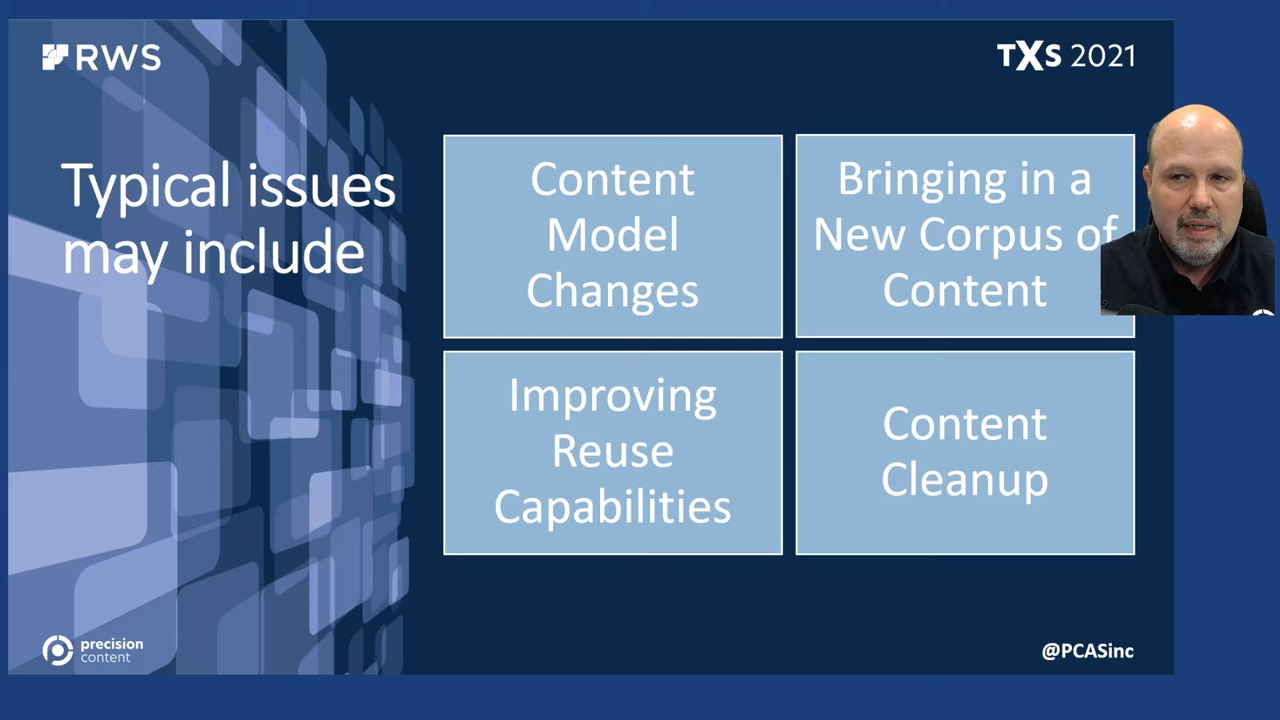 RWS
TXS 2021
Typical issues
may include
Content
Model
Changes
Bringing in a
New Corpus of
Content
Improving
Reuse
Capabilities
Content
Cleanup
precision
content
@PCASinc